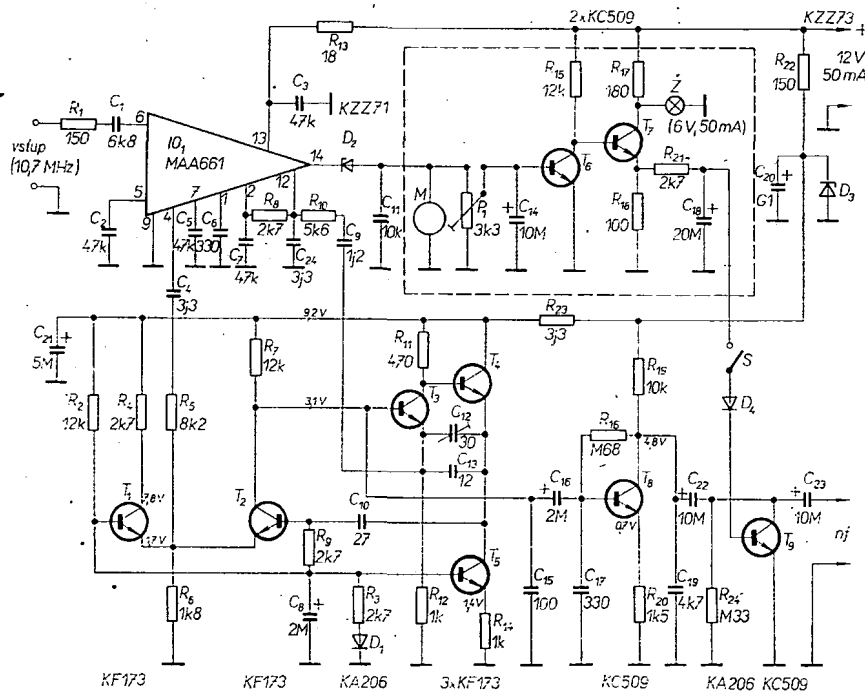 2xKC509
KZZ73
R13
18
R15
12k
R17
180
R22
150
+
12V
50mA
C3
47k
KZZ71
Ż
(6V, 50mA)
R1
150
C1
6k8
6
IO1
MAA661
13
14
D2
T6
T7
vstup
(10,7 MHz)
5
9
4
7
1
2
12
M
P1
3k3
R21
2k7
C20
G1
D3
C2
47k
C5
47k
C6
330
R8
2k7
R10
5k6
C9
1j2
C11
10k
C14
10M
R16
100
C18
20M
C7
47k
C24
3j3
C4
3j3
R23
3j3
C21
5M
9,2V
R7
12k
R11
470
T4
S
R2
12k
R4
2k7
R5
8k2
3,1V
T3
C12
30
R15
10k
D4
R16
M68
4,8V
C13
12
T1
7,8V
1,7V
T2
C10
27
C16
2M
T8
0,7V
C22
10M
C23
10M
T9
nf
R9
2k7
T5
1,4V
R6
1k8
C8
2M
R3
2k7
D1
R12
1k
R14
1k
C15
100
C17
330
R20
1k5
C19
4k7
R24
M33
KF173
KF173
KA206
3xKF173
KC509
KA206
KC509